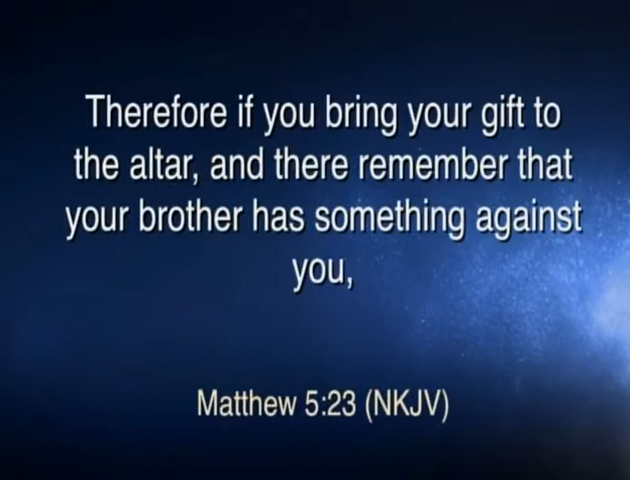 Therefore if you bring your gift to
the altar, and there remember that
your brother has something against
you,
Matthew 5:23 (NKJV)